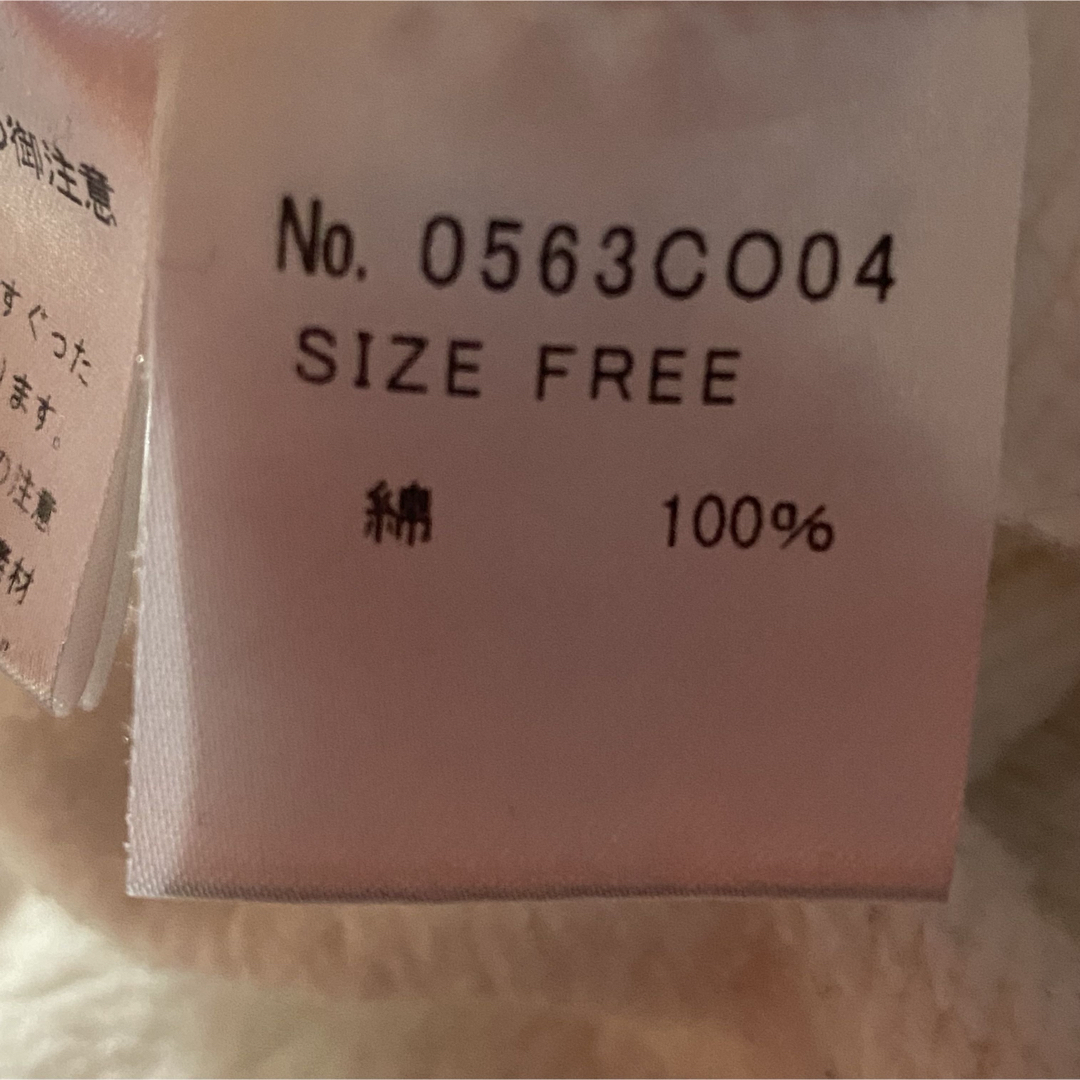 御注意
すぐった
ります。
の注意
素材
No. 0563CO04
SIZE FREE
綿 100%